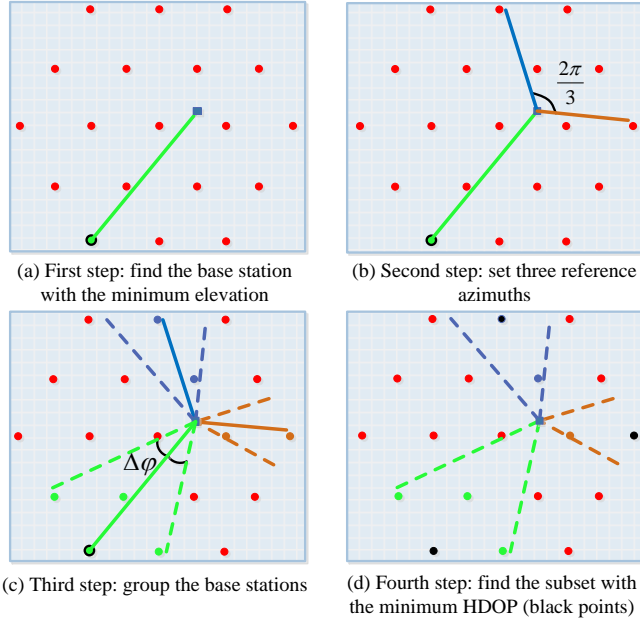 2π
3
(a) First step: find the base station
with the minimum elevation
(b) Second step: set three reference
azimuths
Δφ
(c) Third step: group the base stations
(d) Fourth step: find the subset with
the minimum HDOP (black points)